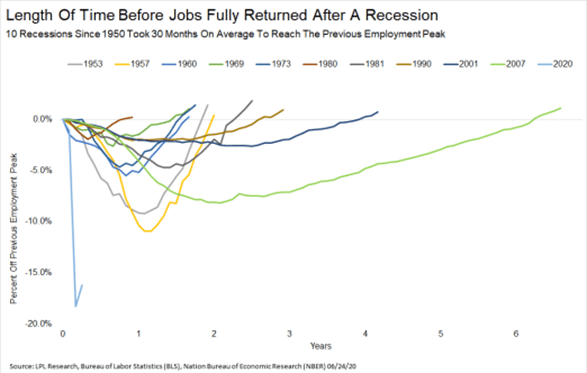 Length Of Time Before Jobs Fully Returned After A Recession
10 Recessions Since 1950 Took 30 Months On Average To Reach The Previous Employment Peak
1953 1957 1960 1969 1973 1980 1981 1990 2001 2007 2020
Percent Off Previous Employment Peak
0.0%
-5.0%
-10.0%
-15.0%
-20.0%
0 1 2 3 4 5 6
Years
Source: LPL Research, Bureau of Labor Statistics (BLS), Nation Bureau of Economic Research (NBER) 06/24/20